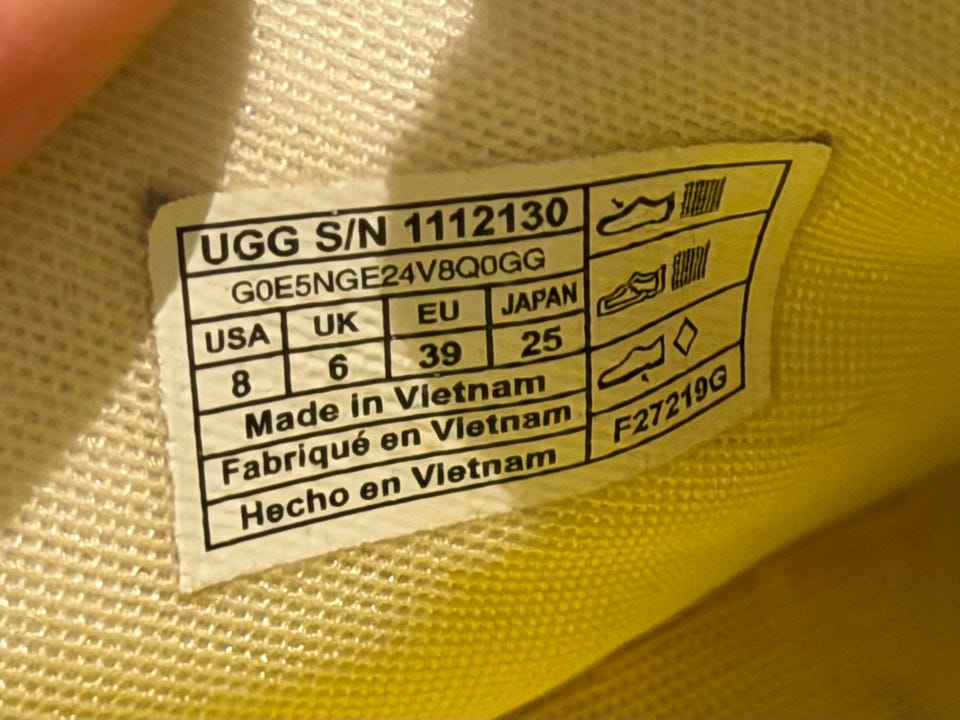 UGG S/N 1112130
G0E5NGE24V8Q0GG
USA UK EU JAPAN
8 6 39 25
Made in Vietnam
Fabriqué en Vietnam
Hecho en Vietnam
F27219G